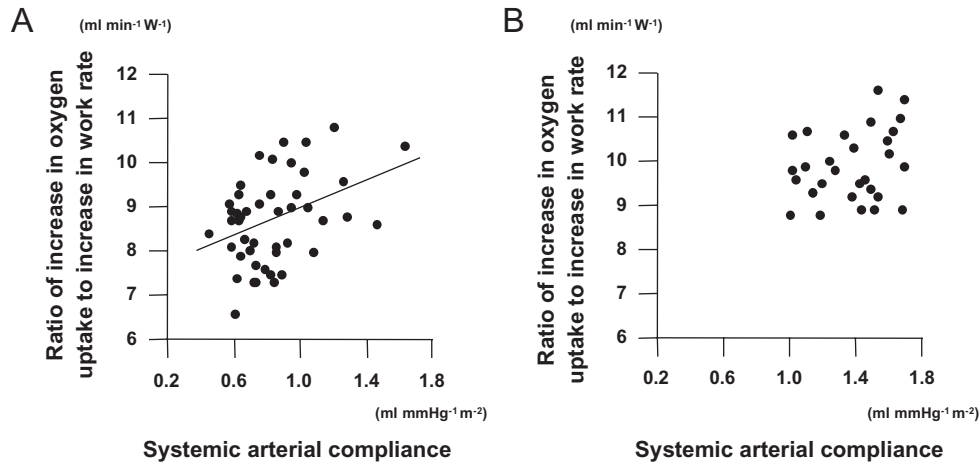 A
(ml min-1 W-1)
Ratio of increase in oxygen
uptake to increase in work rate
12
11
10
9
8
7
6
0.2
0.6
1.0
1.4
1.8
(ml mmHg-1 m-2)
Systemic arterial compliance
B
(ml min-1 W-1)
Ratio of increase in oxygen
uptake to increase in work rate
12
11
10
9
8
7
6
0.2
0.6
1.0
1.4
1.8
(ml mmHg-1 m-2)
Systemic arterial compliance